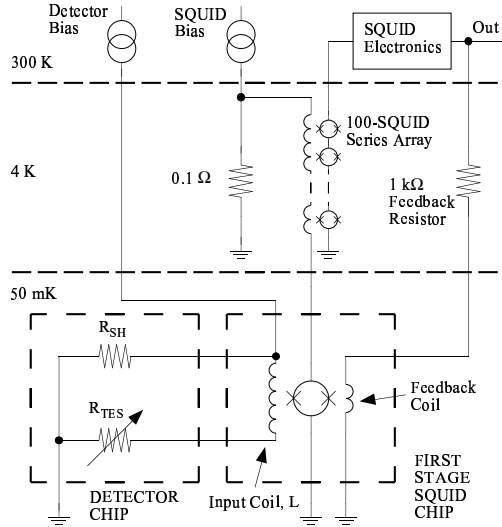 Detector
Bias
SQUID
Bias
SQUID
Electronics
Out
300 K
100-SQUID
Series Array
4 K
0.1 Ω
1 kΩ
Feedback
Resistor
50 mK
R_SH
R_TES
Feedback
Coil
DETECTOR
CHIP
Input Coil, L
FIRST
STAGE
SQUID
CHIP